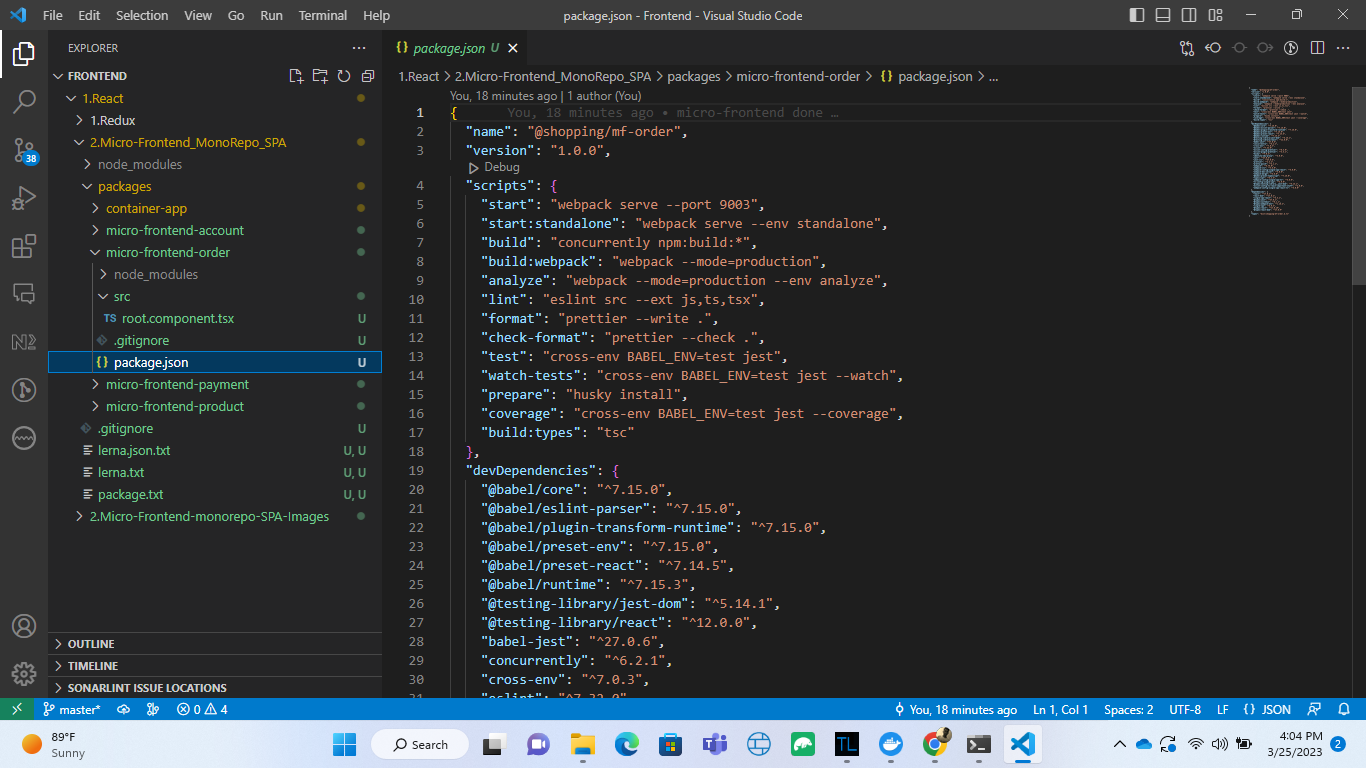 File Edit Selection View Go Run Terminal Help
package.json - Frontend - Visual Studio Code
EXPLORER
FRONTEND
1.React
1.Redux
2.Micro-Frontend_MonoRepo_SPA
node_modules
packages
container-app
micro-frontend-account
micro-frontend-order
node_modules
src
TS root.component.tsx U
.gitignore U
{} package.json U
micro-frontend-payment
micro-frontend-product
.gitignore U
lerna.json.txt U, U
lerna.txt U, U
package.txt U, U
2.Micro-Frontend-monorepo-SPA-Images
OUTLINE
TIMELINE
SONARLINT ISSUE LOCATIONS
38
{} package.json U
1.React > 2.Micro-Frontend_MonoRepo_SPA > packages > micro-frontend-order > {} package.json > ...
You, 18 minutes ago | 1 author (You)
1 { You, 18 minutes ago • micro-frontend done …
2 "name": "@shopping/mf-order",
3 "version": "1.0.0",
Debug
4 "scripts": {
5 "start": "webpack serve --port 9003",
6 "start:standalone": "webpack serve --env standalone",
7 "build": "concurrently npm:build:*",
8 "build:webpack": "webpack --mode=production",
9 "analyze": "webpack --mode=production --env analyze",
10 "lint": "eslint src --ext js,ts,tsx",
11 "format": "prettier --write .",
12 "check-format": "prettier --check .",
13 "test": "cross-env BABEL_ENV=test jest",
14 "watch-tests": "cross-env BABEL_ENV=test jest --watch",
15 "prepare": "husky install",
16 "coverage": "cross-env BABEL_ENV=test jest --coverage",
17 "build:types": "tsc"
18 },
19 "devDependencies": {
20 "@babel/core": "^7.15.0",
21 "@babel/eslint-parser": "^7.15.0",
22 "@babel/plugin-transform-runtime": "^7.15.0",
23 "@babel/preset-env": "^7.15.0",
24 "@babel/preset-react": "^7.14.5",
25 "@babel/runtime": "^7.15.3",
26 "@testing-library/jest-dom": "^5.14.1",
27 "@testing-library/react": "^12.0.0",
28 "babel-jest": "^27.0.6",
29 "concurrently": "^6.2.1",
30 "cross-env": "^7.0.3",
31 "eslint": "^7.32.0",
master* 0 4 You, 18 minutes ago Ln 1, Col 1 Spaces: 2 UTF-8 LF {} JSON
89°F
Sunny
Search
TL
4:04 PM
3/25/2023
2